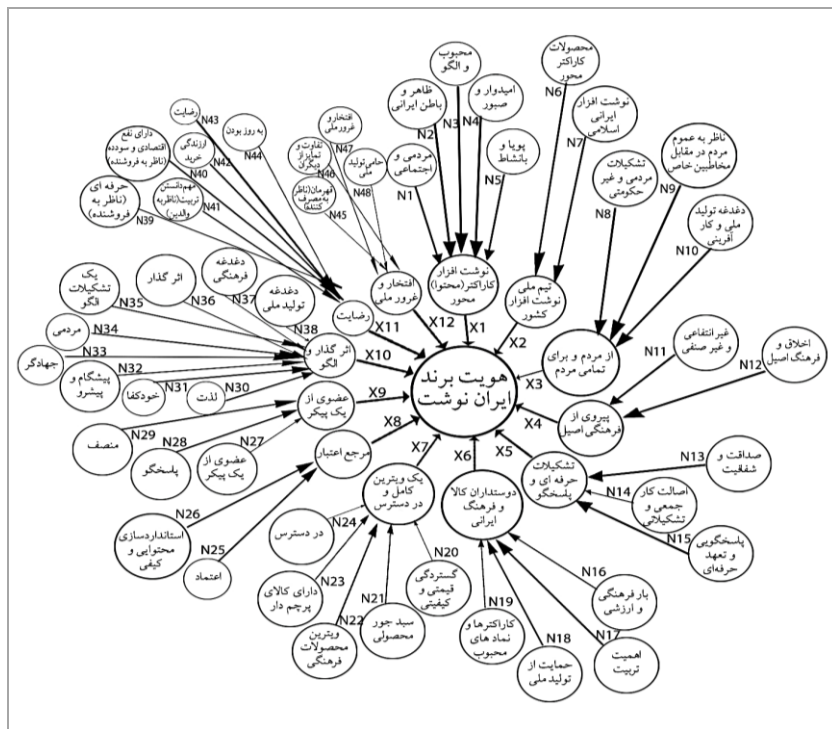 هویت برند
ایران نوشت
X1
نوشت افزار
کاراکتر(محتوا)
محور
N1
مردمی و
اجتماعی
N2
ظاهر و
باطن ایرانی
N3
محبوب
و الگو
N4
امیدوار و
صبور
N5
پویا و
بانشاط
X2
تیم ملی
نوشت افزار
کشور
N6
محصولات
کاراکتر
محور
N7
نوشت افزار
ایرانی
اسلامی
X3
از مردم و برای
تمامی مردم
N8
تشکیلات
مردمی و غیر
حکومتی
N9
ناظر به عموم
مردم در مقابل
مخاطبین خاص
N10
دغدغه تولید
ملی و کار
آفرینی
X4
پیروی از
فرهنگی اصیل
N11
غیر انتفاعی
و غیر صنفی
N12
اخلاق و
فرهنگ اصیل
X5
تشکیلات
حرفه ای و
پاسخگو
N13
صداقت و
شفافیت
N14
اصالت کار
جمعی و
تشکیلاتی
N15
پاسخگویی
و تعهد
حرفه‌ای
X6
دوستداران کالا
و فرهنگ
ایرانی
N16
بار فرهنگی
و ارزشی
N17
اهمیت
تربیت
N18
حمایت از
تولید ملی
N19
کاراکترها و
نماد های
محبوب
X7
یک ویترین
کامل و
در دسترس
N20
گستردگی
قیمتی و
کیفیتی
N21
سبد جور
محصولی
N22
ویترین
محصولات
فرهنگی
N23
دارای کالای
پرچم دار
N24
در دسترس
X8
مرجع اعتبار
N25
اعتماد
N26
استانداردسازی
محتوایی و
کیفی
X9
عضوی از
یک پیکر
N27
عضوی از
یک پیکر
N28
پاسخگو
N29
منصف
X10
اثر گذار و
الگو
N30
لذت
N31
خودکفا
N32
پیشگام و
پیشرو
N33
جهادگر
N34
مردمی
N35
یک
تشکیلات
الگو
N36
اثر گذار
N37
دغدغه
فرهنگی
N38
دغدغه
تولید ملی
X11
رضایت
N39
حرفه ای
(ناظر به
فروشنده)
N40
دارای نفع
اقتصادی و سودده
(ناظر به فروشنده)
N41
مهم دانستن
تربیت(ناظر به
والدین)
N42
ارزندگی
خرید
N43
رضایت
N44
به روز بودن
X12
افتخار و
غرور ملی
N45
قهرمان(ناظر
به مصرف
کننده)
N46
تفاوت و
تمایز از
دیگران
N47
افتخار و
غرور ملی
N48
حامی تولید
ملی